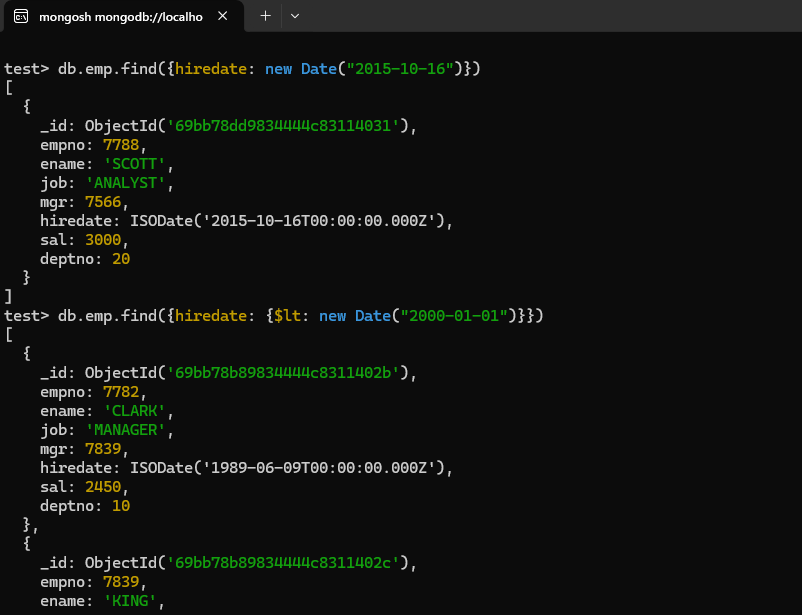 mongosh mongodb://localho
test> db.emp.find({hiredate: new Date("2015-10-16")})
[
  {
    _id: ObjectId('69bb78dd9834444c83114031'),
    empno: 7788,
    ename: 'SCOTT',
    job: 'ANALYST',
    mgr: 7566,
    hiredate: ISODate('2015-10-16T00:00:00.000Z'),
    sal: 3000,
    deptno: 20
  }
]
test> db.emp.find({hiredate: {$lt: new Date("2000-01-01")}})
[
  {
    _id: ObjectId('69bb78b89834444c8311402b'),
    empno: 7782,
    ename: 'CLARK',
    job: 'MANAGER',
    mgr: 7839,
    hiredate: ISODate('1989-06-09T00:00:00.000Z'),
    sal: 2450,
    deptno: 10
  },
  {
    _id: ObjectId('69bb78b89834444c8311402c'),
    empno: 7839,
    ename: 'KING',